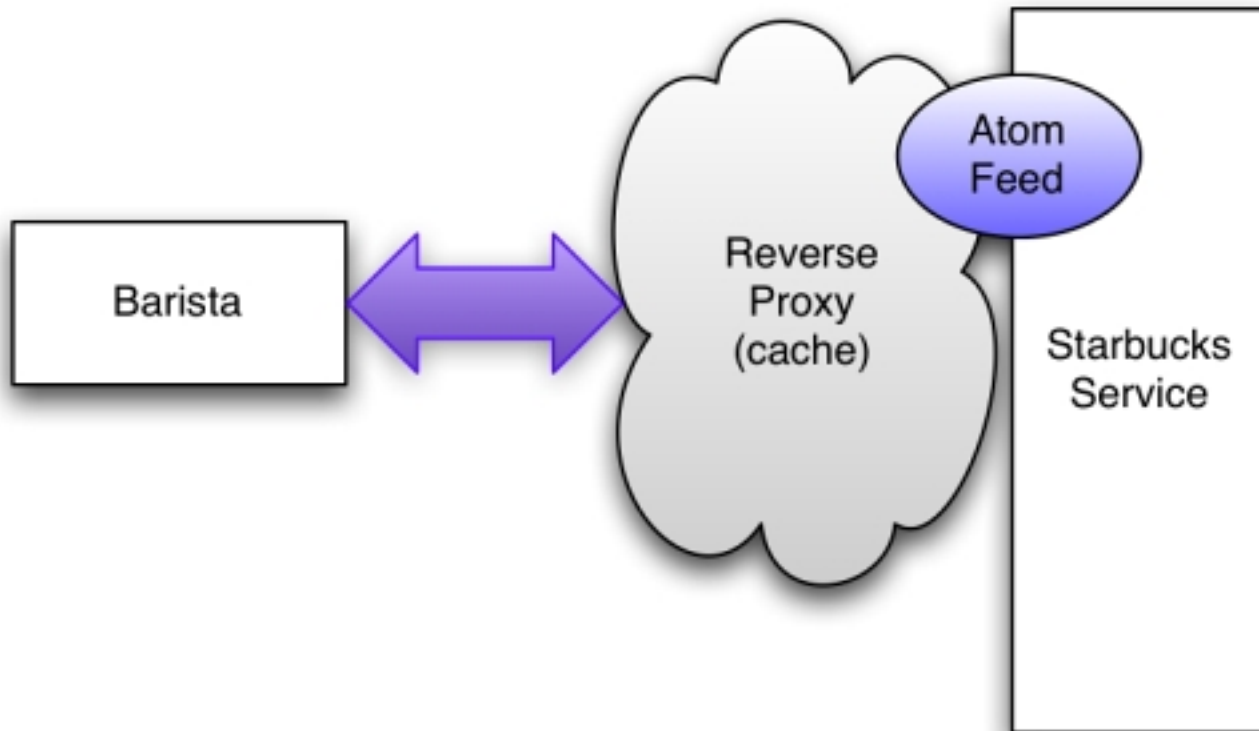 Barista
Reverse
Proxy
(cache)
Atom
Feed
Starbucks
Service